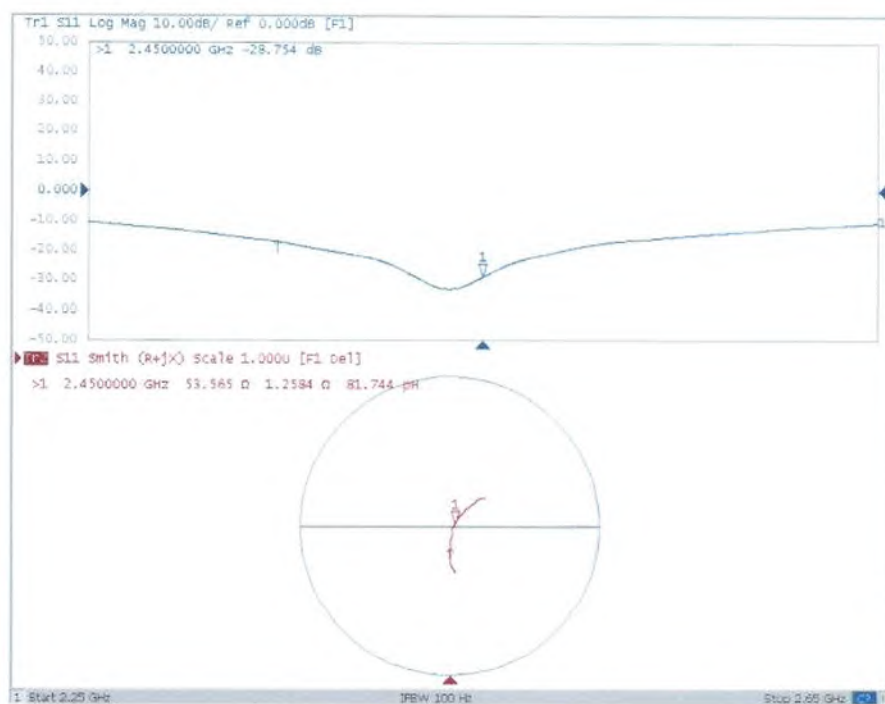 Tr1 S11 Log Mag 10.00dB/ Ref 0.000dB [F1]
50.00
>1 2.4500000 GHz -28.754 dB
40.00
30.00
20.00
10.00
0.000
-10.00
-20.00
1
-30.00
-40.00
-50.00
Tr2 S11 Smith (R+jX) Scale 1.000U [F1 Del]
>1 2.4500000 GHz 53.565 Ω 1.2584 Ω 81.744 pH
1
1 Start 2.25 GHz IFBW 100 Hz Stop 2.65 GHz C?